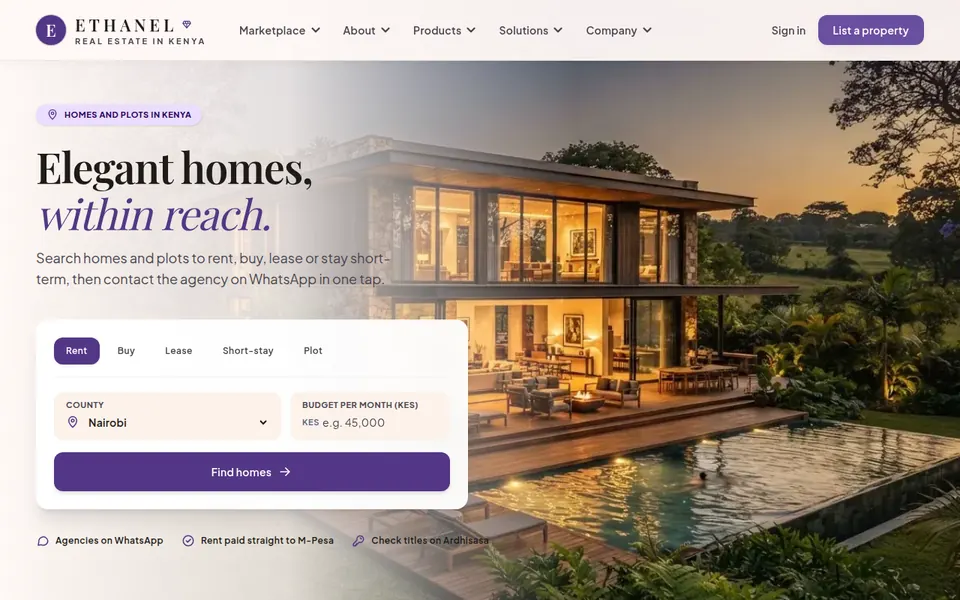 E
ETHANEL
REAL ESTATE IN KENYA
Marketplace
About
Products
Solutions
Company
Sign in
List a property
HOMES AND PLOTS IN KENYA
Elegant homes,
within reach.
Search homes and plots to rent, buy, lease or stay short-
term, then contact the agency on WhatsApp in one tap.
Rent
Buy
Lease
Short-stay
Plot
COUNTY
Nairobi
BUDGET PER MONTH (KES)
KES e.g. 45,000
Find homes
Agencies on WhatsApp
Rent paid straight to M-Pesa
Check titles on Ardhisasa